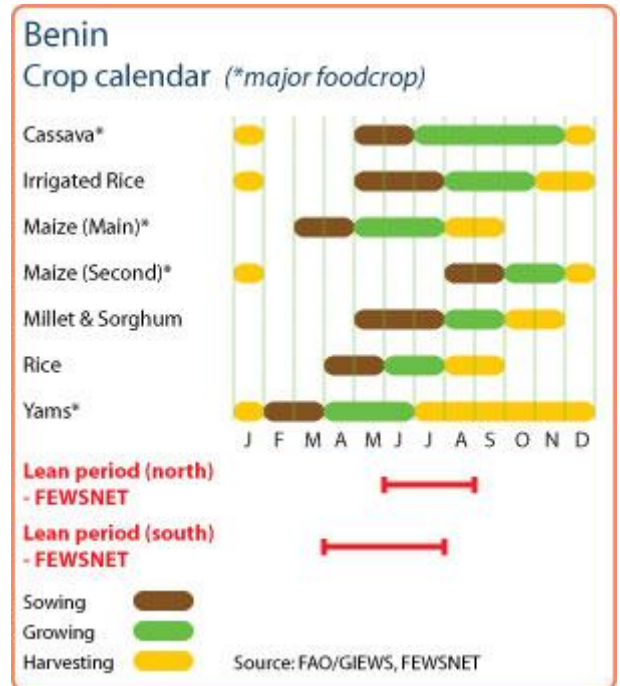 Benin
Crop calendar (*major foodcrop)
Cassava*
Irrigated Rice
Maize (Main)*
Maize (Second)*
Millet & Sorghum
Rice
Yams*
J F M A M J J A S O N D
Lean period (north)
- FEWSNET
Lean period (south)
- FEWSNET
Sowing
Growing
Harvesting Source: FAO/GIEWS, FEWSNET